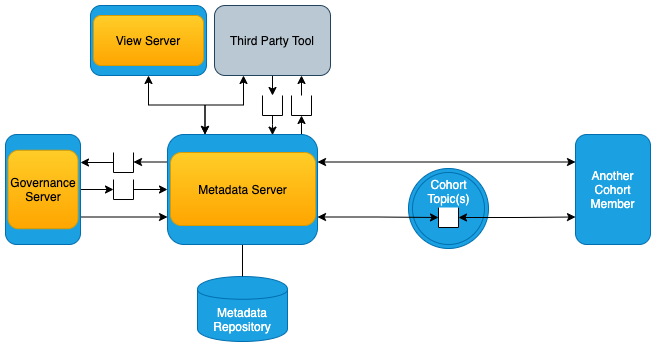 View Server
Third Party Tool
Governance
Server
Metadata Server
Cohort
Topic(s)
Another
Cohort
Member
Metadata
Repository